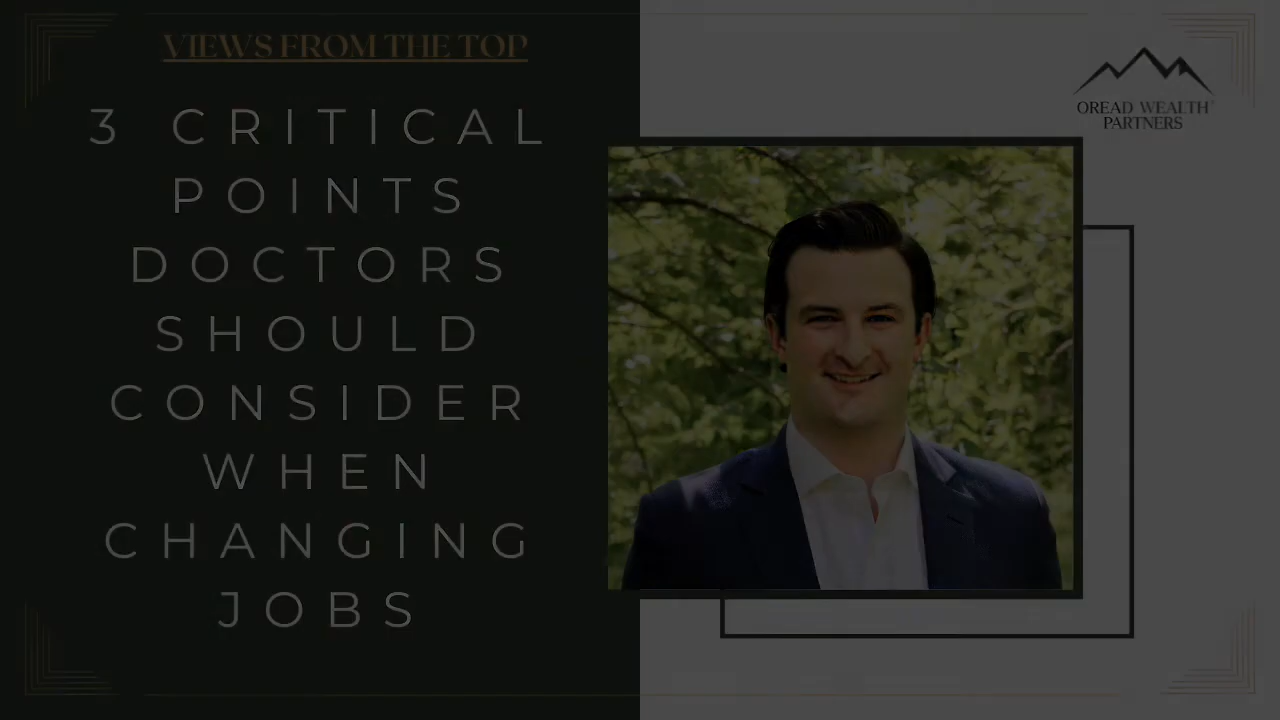 VIEWS FROM THE TOP
3 CRITICAL
POINTS
DOCTORS
SHOULD
CONSIDER
WHEN
CHANGING
JOBS
OREAD WEALTH
PARTNERS